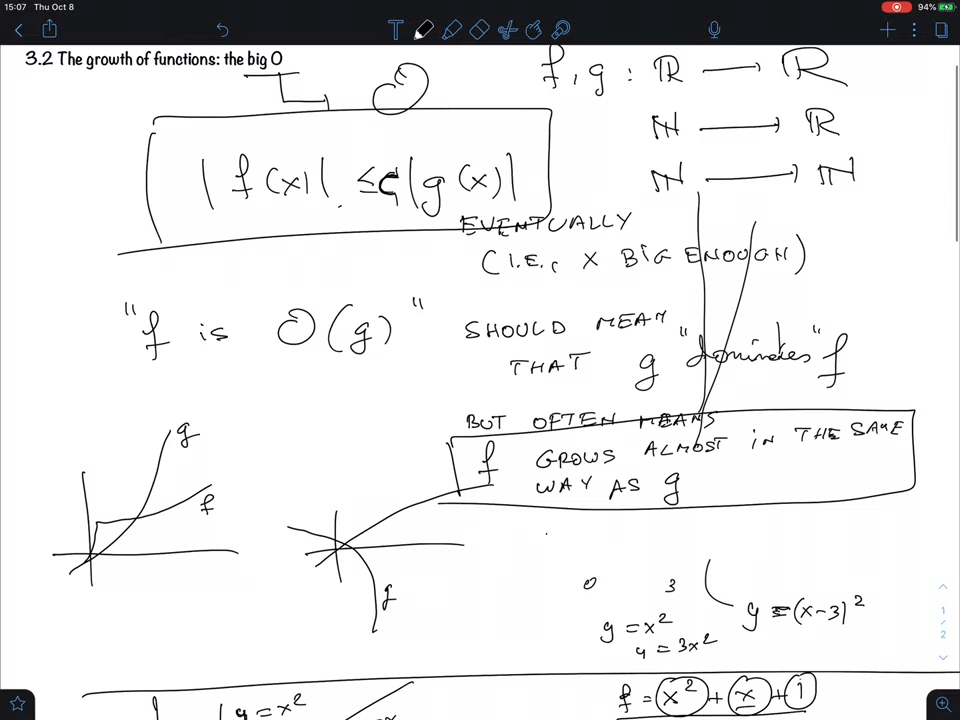 15:07 Thu Oct 8
94%
3.2 The growth of functions: the big O
O
f, g : ℝ → ℝ
ℕ → ℝ
ℕ → ℕ
|f(x)| ≤ C|g(x)|
EVENTUALLY
(I.E., X BIG ENOUGH)
"f is O(g)"
SHOULD MEAN
THAT g "dominates" f
BUT OFTEN MEANS
f GROWS ALMOST IN THE SAME
WAY AS g
g
f
g
0 3
y = x²
y = 3x²
y = (x-3)²
1
/
2
f = x² + x + 1
y = x²